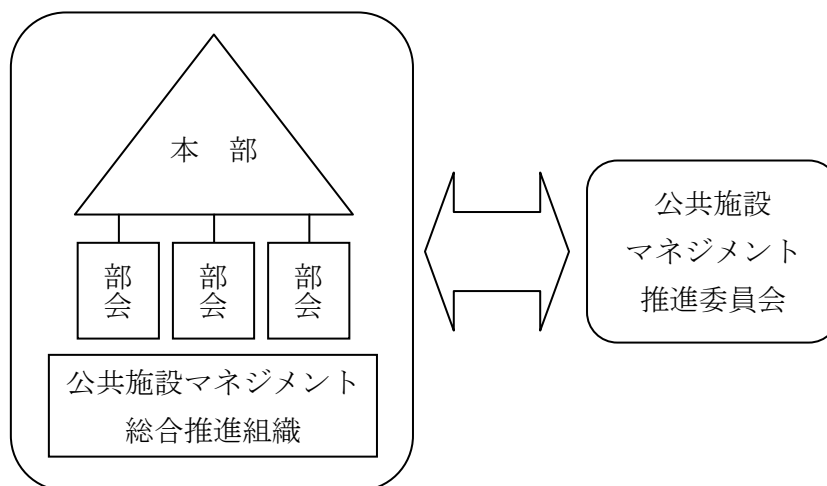 本　部
部会
部会
部会
公共施設マネジメント
総合推進組織
公共施設
マネジメント
推進委員会